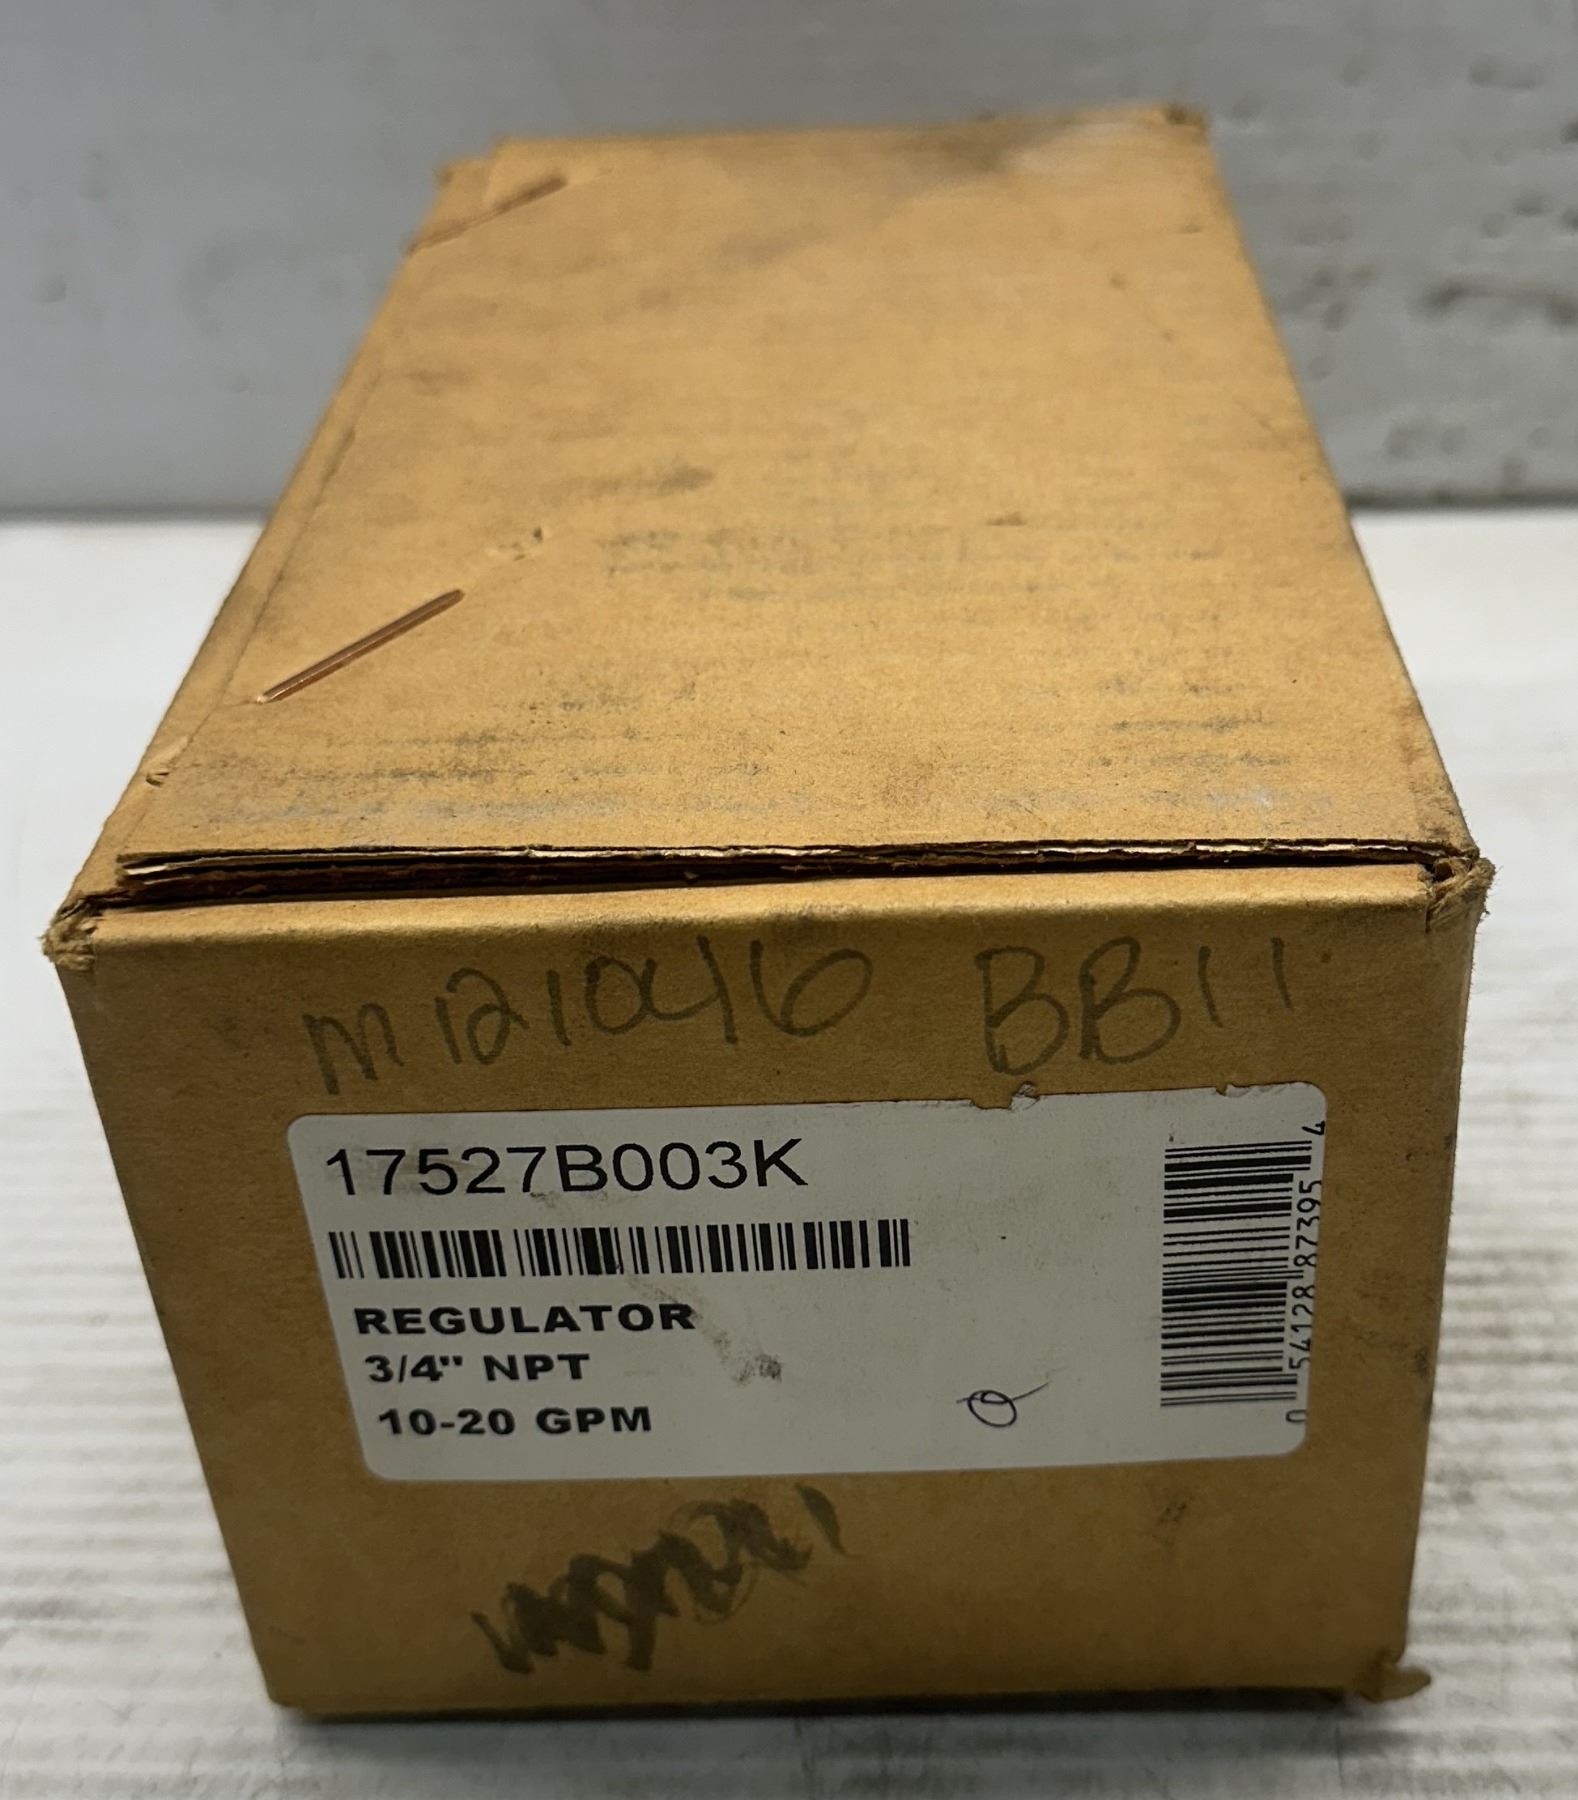 M121046 BB11
17527B003K
REGULATOR
3/4" NPT
10-20 GPM
0 54128 87395 4